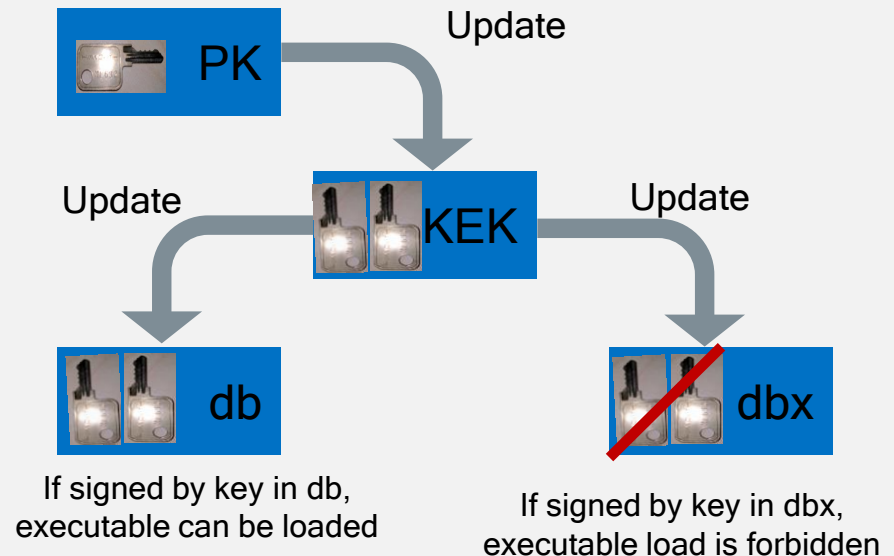 Update
PK
Update
Update
KEK
db
dbx
If signed by key in db,
executable can be loaded
If signed by key in dbx,
executable load is forbidden